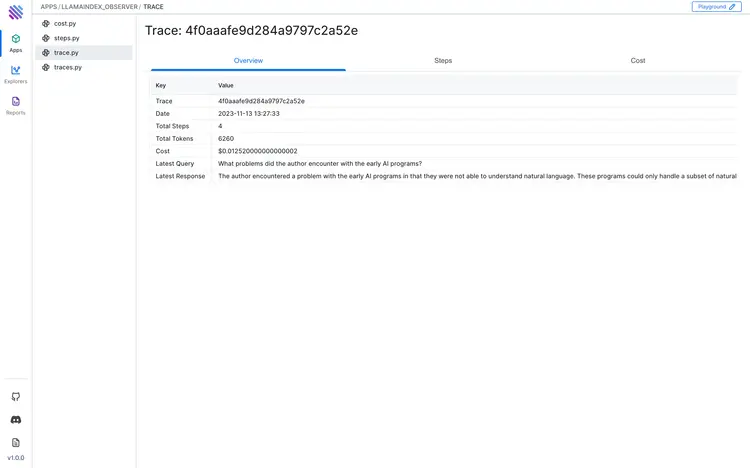 APPS / LLAMAINDEX_OBSERVER / TRACE
Playground
Apps
Explorers
Reports
v1.0.0
cost.py
steps.py
trace.py
traces.py
Trace: 4f0aaafe9d284a9797c2a52e
Overview Steps Cost
Key Value
Trace 4f0aaafe9d284a9797c2a52e
Date 2023-11-13 13:27:33
Total Steps 4
Total Tokens 6260
Cost $0.012520000000000002
Latest Query What problems did the author encounter with the early AI programs?
Latest Response The author encountered a problem with the early AI programs in that they were not able to understand natural language. These programs could only handle a subset of natural